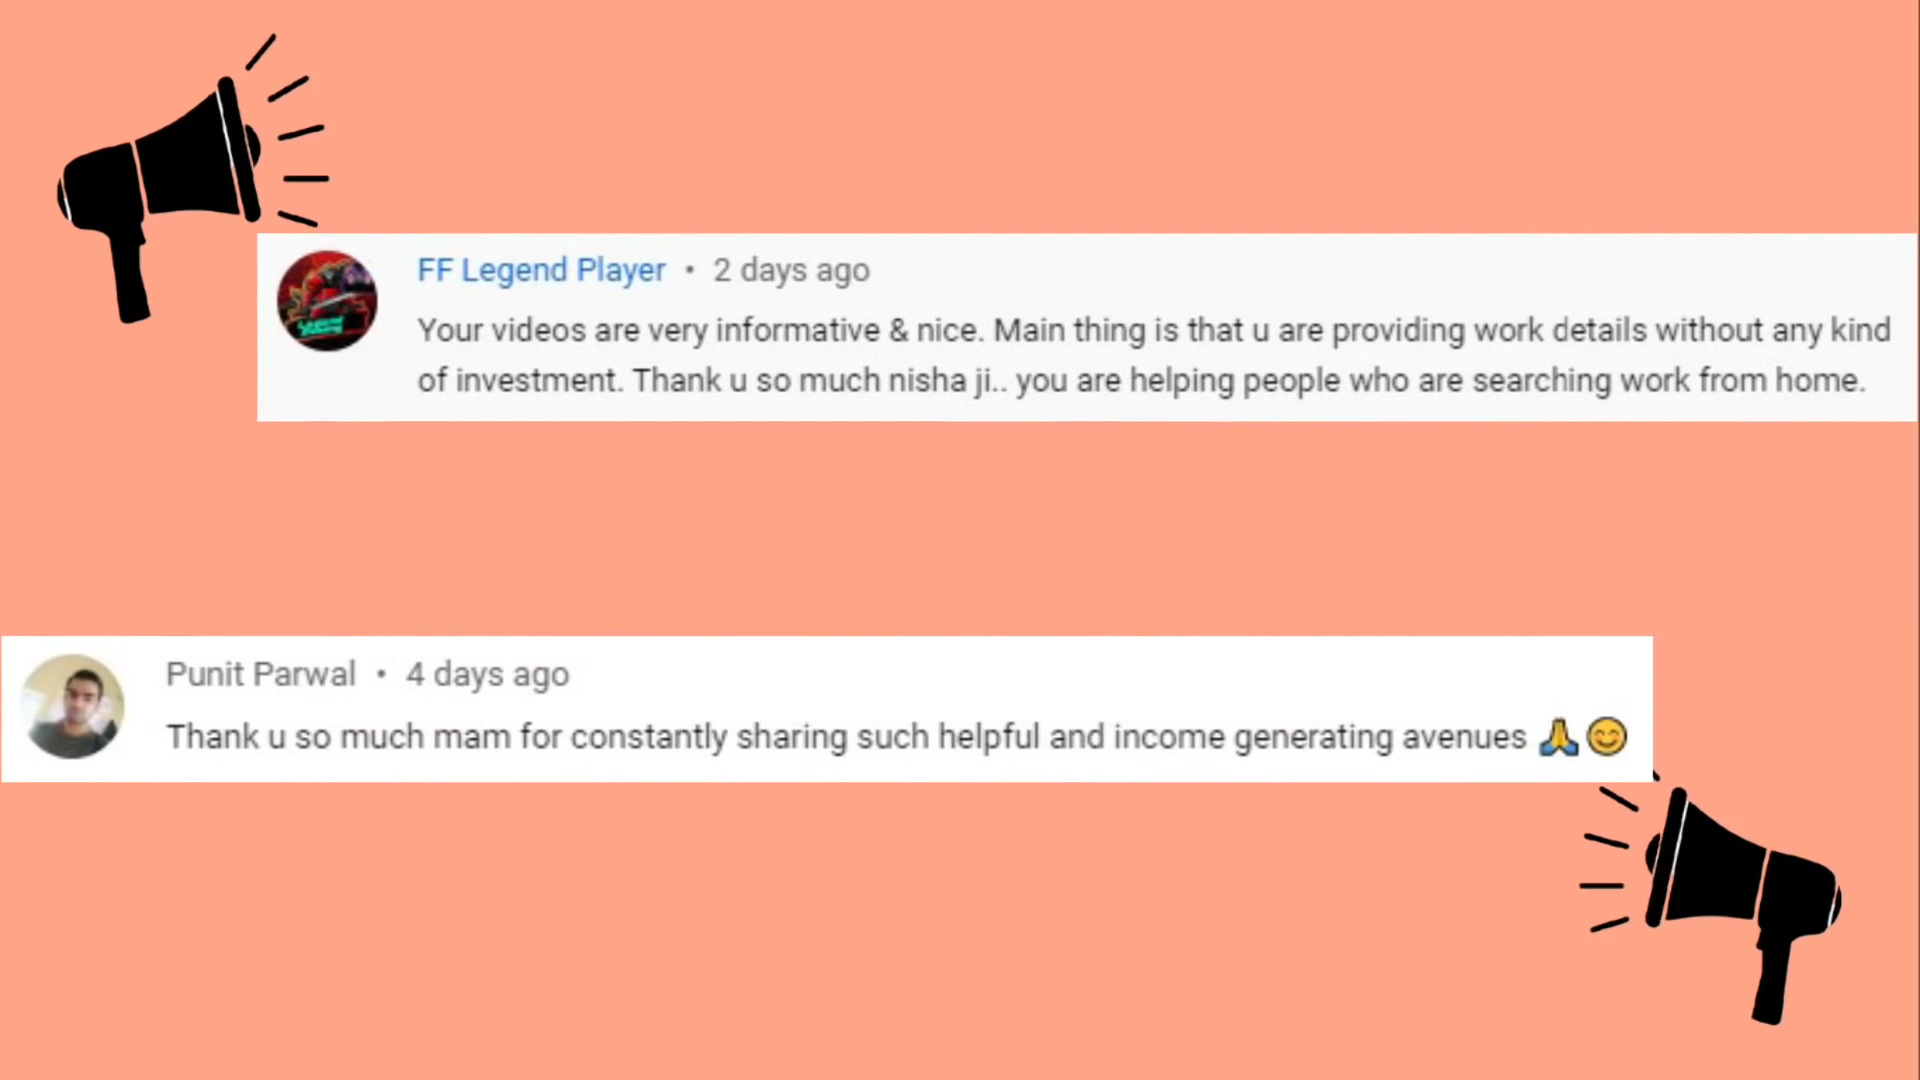 FF Legend Player • 2 days ago
Your videos are very informative & nice. Main thing is that u are providing work details without any kind
of investment. Thank u so much nisha ji.. you are helping people who are searching work from home.
Punit Parwal • 4 days ago
Thank u so much mam for constantly sharing such helpful and income generating avenues 🙏😊